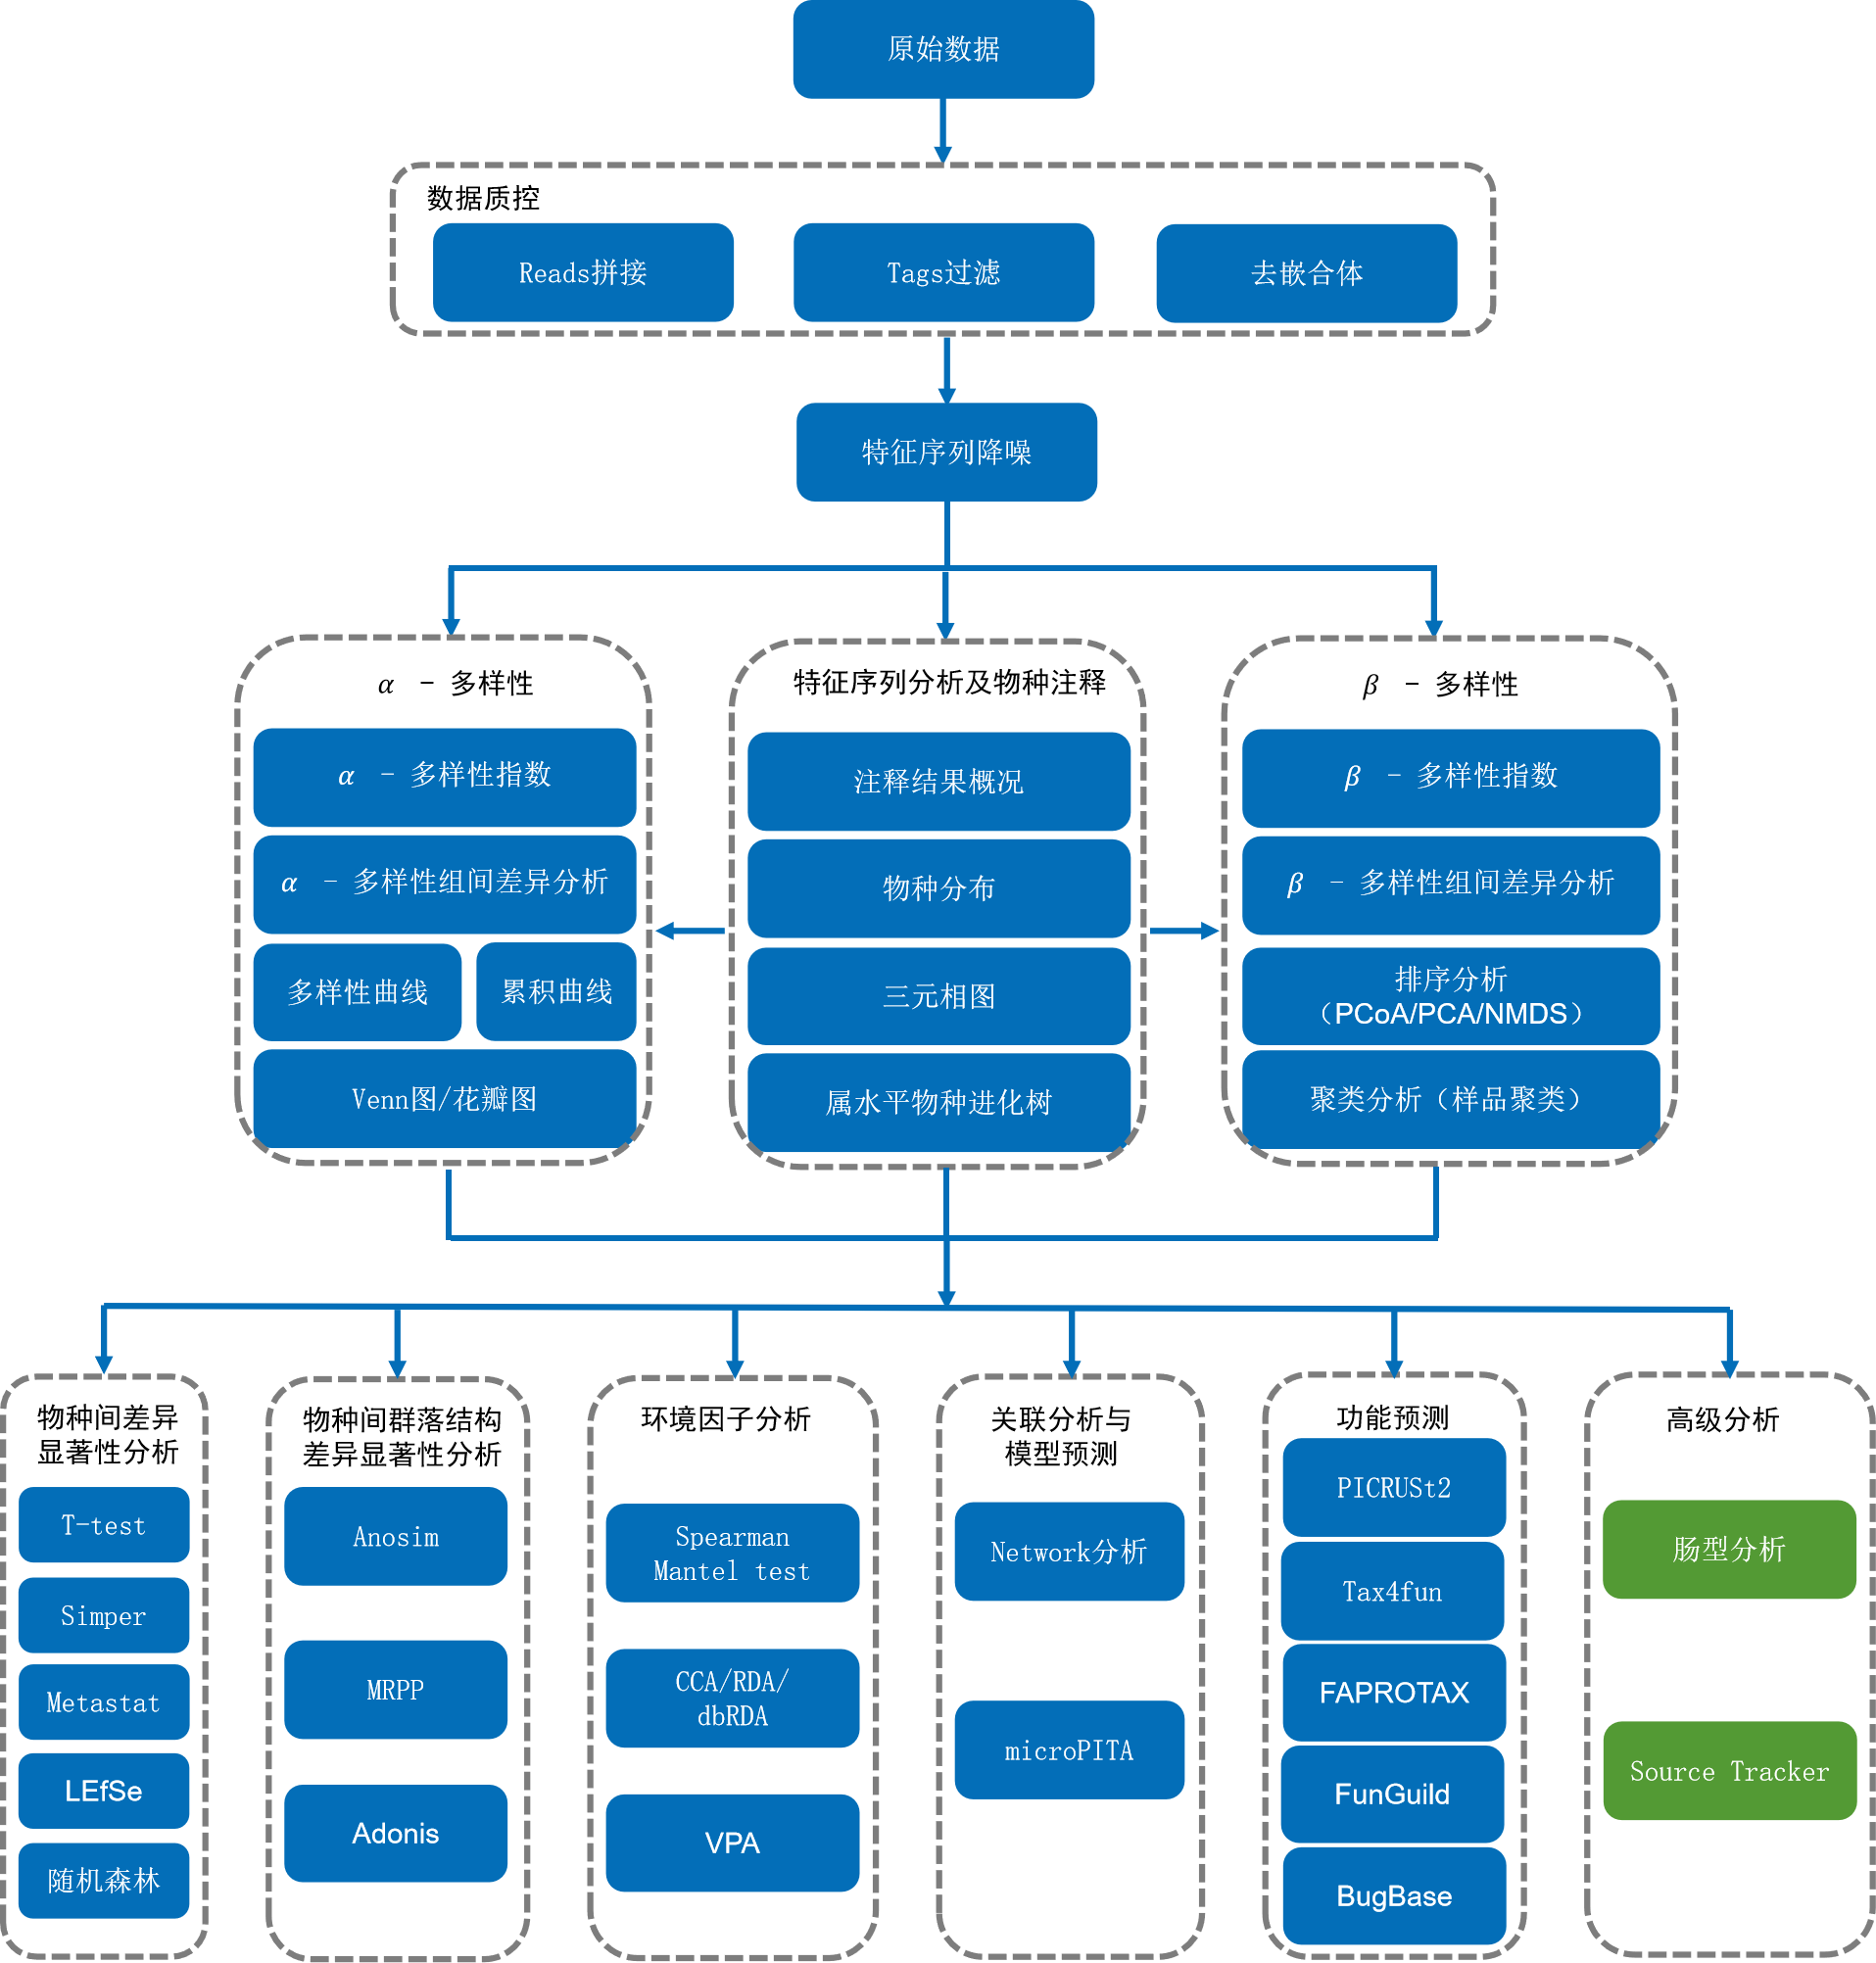 原始数据
数据质控
Reads拼接
Tags过滤
去嵌合体
特征序列降噪
α - 多样性
α - 多样性指数
α - 多样性组间差异分析
多样性曲线
累积曲线
Venn图/花瓣图
特征序列分析及物种注释
注释结果概况
物种分布
三元相图
属水平物种进化树
β - 多样性
β - 多样性指数
β - 多样性组间差异分析
排序分析
（PCoA/PCA/NMDS）
聚类分析（样品聚类）
物种间差异
显著性分析
T-test
Simper
Metastat
LEfSe
随机森林
物种间群落结构
差异显著性分析
Anosim
MRPP
Adonis
环境因子分析
Spearman
Mantel test
CCA/RDA/
dbRDA
VPA
关联分析与
模型预测
Network分析
microPITA
功能预测
PICRUSt2
Tax4fun
FAPROTAX
FunGuild
BugBase
高级分析
肠型分析
Source Tracker